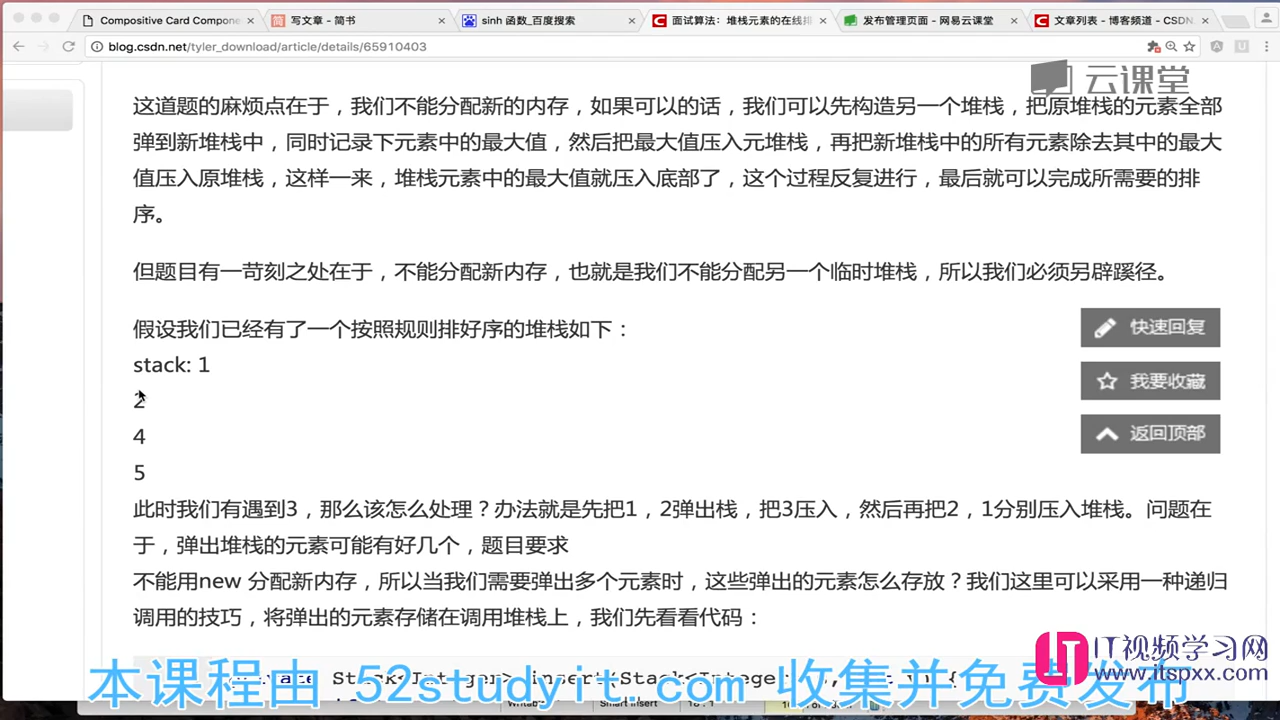 Compositive Card Compone
写文章 - 简书
sinh 函数_百度搜索
面试算法：堆栈元素的在线排
发布管理页面 - 网易云课堂
文章列表 - 博客频道 - CSDN.
blog.csdn.net/tyler_download/article/details/65910403
云课堂
这道题的麻烦点在于，我们不能分配新的内存，如果可以的话，我们可以先构造另一个堆栈，把原堆栈的元素全部
弹到新堆栈中，同时记录下元素中的最大值，然后把最大值压入元堆栈，再把新堆栈中的所有元素除去其中的最大
值压入原堆栈，这样一来，堆栈元素中的最大值就压入底部了，这个过程反复进行，最后就可以完成所需要的排
序。
但题目有一苛刻之处在于，不能分配新内存，也就是我们不能分配另一个临时堆栈，所以我们必须另辟蹊径。
假设我们已经有了一个按照规则排好序的堆栈如下：
stack: 1
2
4
5
快速回复
我要收藏
返回顶部
此时我们有遇到3，那么该怎么处理？办法就是先把1，2弹出栈，把3压入，然后再把2，1分别压入堆栈。问题在
于，弹出堆栈的元素可能有好几个，题目要求
不能用new 分配新内存，所以当我们需要弹出多个元素时，这些弹出的元素怎么存放？我们这里可以采用一种递归
调用的技巧，将弹出的元素存储在调用堆栈上，我们先看看代码：
IT视频学习网
www.itspxx.com
本课程由 52studyit.com 收集并免费发布
Smart Insert